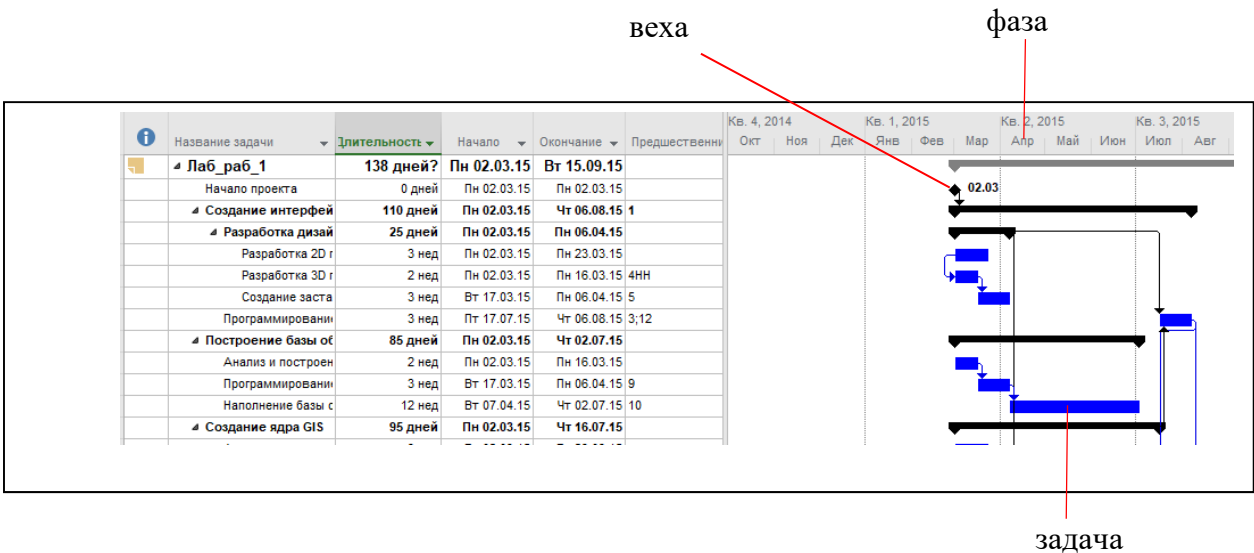 веха фаза
Кв. 4, 2014 Кв. 1, 2015 Кв. 2, 2015 Кв. 3, 2015
Название задачи Длительность Начало Окончание Предшественни Окт Ноя Дек Янв Фев Мар Апр Май Июн Июл Авг
Лаб_раб_1 138 дней? Пн 02.03.15 Вт 15.09.15
Начало проекта 0 дней Пн 02.03.15 Пн 02.03.15 02.03
Создание интерфей 110 дней Пн 02.03.15 Чт 06.08.15 1
Разработка дизай 25 дней Пн 02.03.15 Пн 06.04.15
Разработка 2D г 3 нед Пн 02.03.15 Пн 23.03.15
Разработка 3D г 2 нед Пн 02.03.15 Пн 16.03.15 4НН
Создание заста 3 нед Вт 17.03.15 Пн 06.04.15 5
Программировани 3 нед Пт 17.07.15 Чт 06.08.15 3;12
Построение базы об 85 дней Пн 02.03.15 Чт 02.07.15
Анализ и построен 2 нед Пн 02.03.15 Пн 16.03.15
Программировани 3 нед Вт 17.03.15 Пн 06.04.15 9
Наполнение базы о 12 нед Вт 07.04.15 Чт 02.07.15 10
Создание ядра GIS 95 дней Пн 02.03.15 Чт 16.07.15
задача